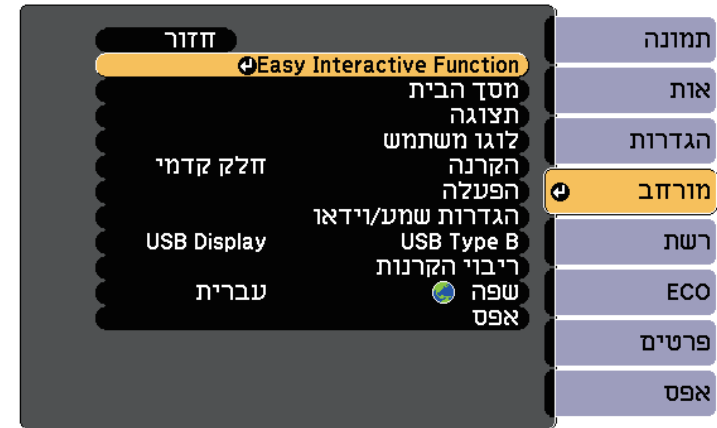 תמונה
אות
הגדרות
מורחב
רשת
ECO
פרטים
אפס
חזור
Easy Interactive Function
מסך הבית
תצוגה
לוגו משתמש
הקרנה חלק קדמי
הפעלה
הגדרות שמע/וידאו
USB Type B USB Display
ריבוי הקרנות
שפה עברית
אפס